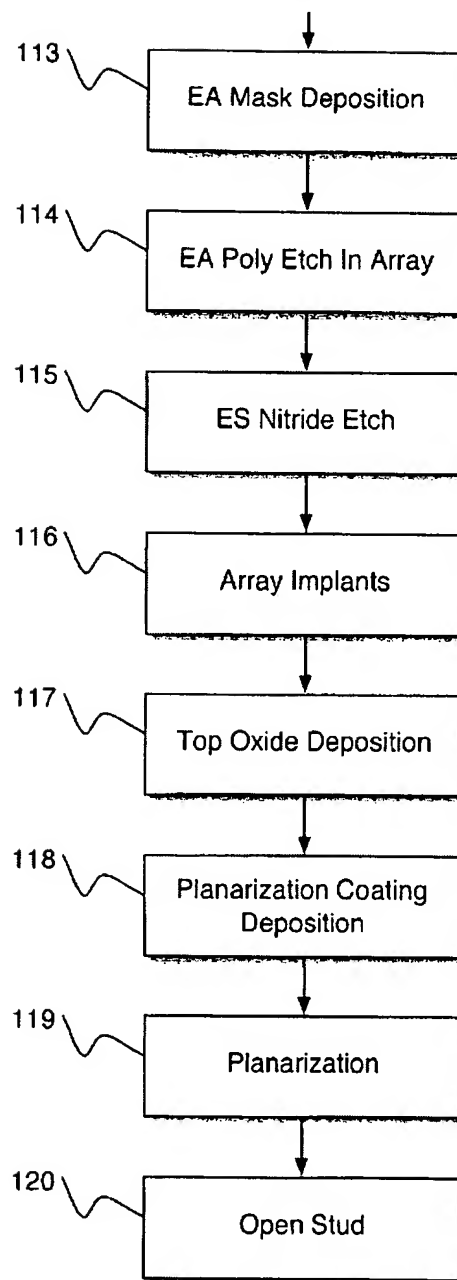 113
EA Mask Deposition
114
EA Poly Etch In Array
115
ES Nitride Etch
116
Array Implants
117
Top Oxide Deposition
118
Planarization Coating
Deposition
119
Planarization
120
Open Stud